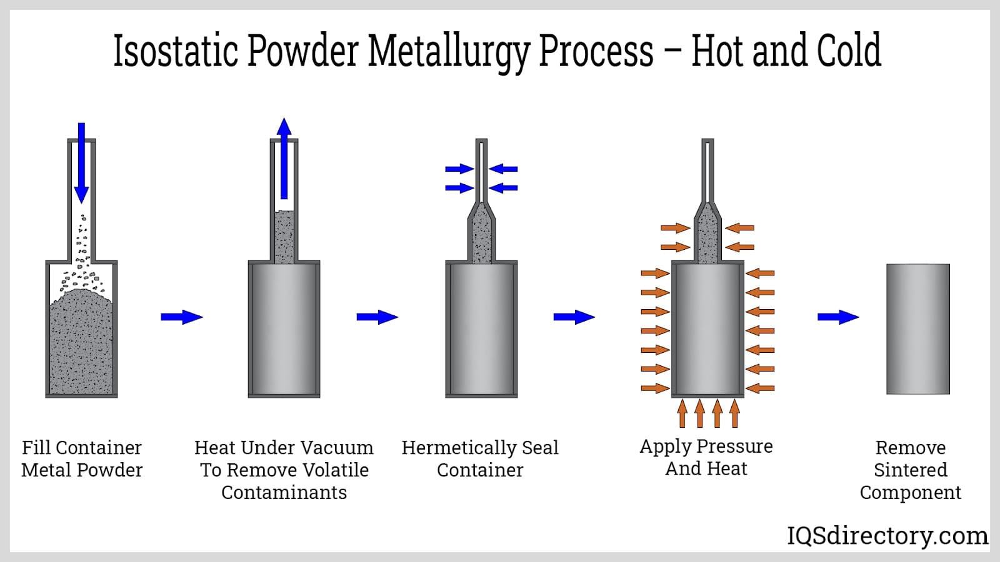 Isostatic Powder Metallurgy Process – Hot and Cold
Fill Container
Metal Powder
Heat Under Vacuum
To Remove Volatile
Contaminants
Hermetically Seal
Container
Apply Pressure
And Heat
Remove
Sintered
Component
IQSdirectory.com